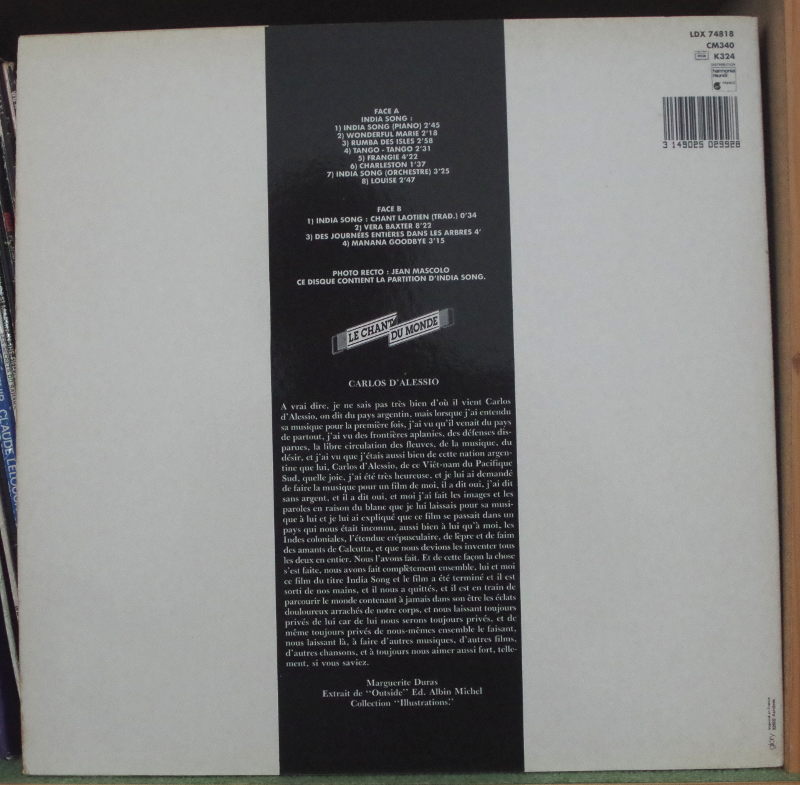 LDX 74818
CM340
K324
DISTRIBUTION
harmonia
mundi
FRANCE
3 149025 029928
FACE A
INDIA SONG :
1) INDIA SONG (PIANO) 2'45
2) WONDERFUL MARIE 2'18
3) RUMBA DES ISLES 2'58
4) TANGO - TANGO 2'31
5) FRANGIE 4'22
6) CHARLESTON 1'37
7) INDIA SONG (ORCHESTRE) 3'25
8) LOUISE 2'47
FACE B
1) INDIA SONG : CHANT LAOTIEN (TRAD.) 0'34
2) VERA BAXTER 8'22
3) DES JOURNÉES ENTIERES DANS LES ARBRES 4'
4) MANANA GOODBYE 3'15
PHOTO RECTO : JEAN MASCOLO
CE DISQUE CONTIENT LA PARTITION D'INDIA SONG.
LE CHANT
DU MONDE
CARLOS D'ALESSIO
A vrai dire, je ne sais pas très bien d'où il vient Carlos
d'Alessio, on dit du pays argentin, mais lorsque j'ai entendu
sa musique pour la première fois, j'ai vu qu'il venait du pays
de partout, j'ai vu des frontières aplanies, des défenses dis-
parues, la libre circulation des fleuves, de la musique, du
désir, et j'ai vu que j'étais aussi bien de cette nation argen-
tine que lui, Carlos d'Alessio, de ce Viêt-nam du Pacifique
Sud, quelle joie, j'ai été très heureuse, et je lui ai demandé
de faire la musique pour un film de moi, il a dit oui, j'ai dit
sans argent, et il a dit oui, et moi j'ai fait les images et les
paroles en raison du blanc que je lui laissais pour sa musi-
que à lui et je lui ai expliqué que ce film se passait dans un
pays qui nous était inconnu, aussi bien à lui qu'à moi, les
Indes coloniales, l'étendue crépusculaire, de lèpre et de faim
des amants de Calcutta, et que nous devions les inventer tous
les deux en entier. Nous l'avons fait. Et de cette façon la chose
s'est faite, nous avons fait complètement ensemble, lui et moi
ce film du titre India Song et le film a été terminé et il est
sorti de nos mains, et il nous a quittés, et il est en train de
parcourir le monde contenant à jamais dans son être les éclats
douloureux arrachés de notre corps, et nous laissant toujours
privés de lui car de lui nous serons toujours privés, et de
même toujours privés de nous-mêmes ensemble le faisant,
nous laissant là, à faire d'autres musiques, d'autres films,
d'autres chansons, et à toujours nous aimer aussi fort, telle-
ment, si vous saviez.
Marguerite Duras
Extrait de "Outside" Ed. Albin Michel
Collection "Illustrations."
glory
CLAUDE